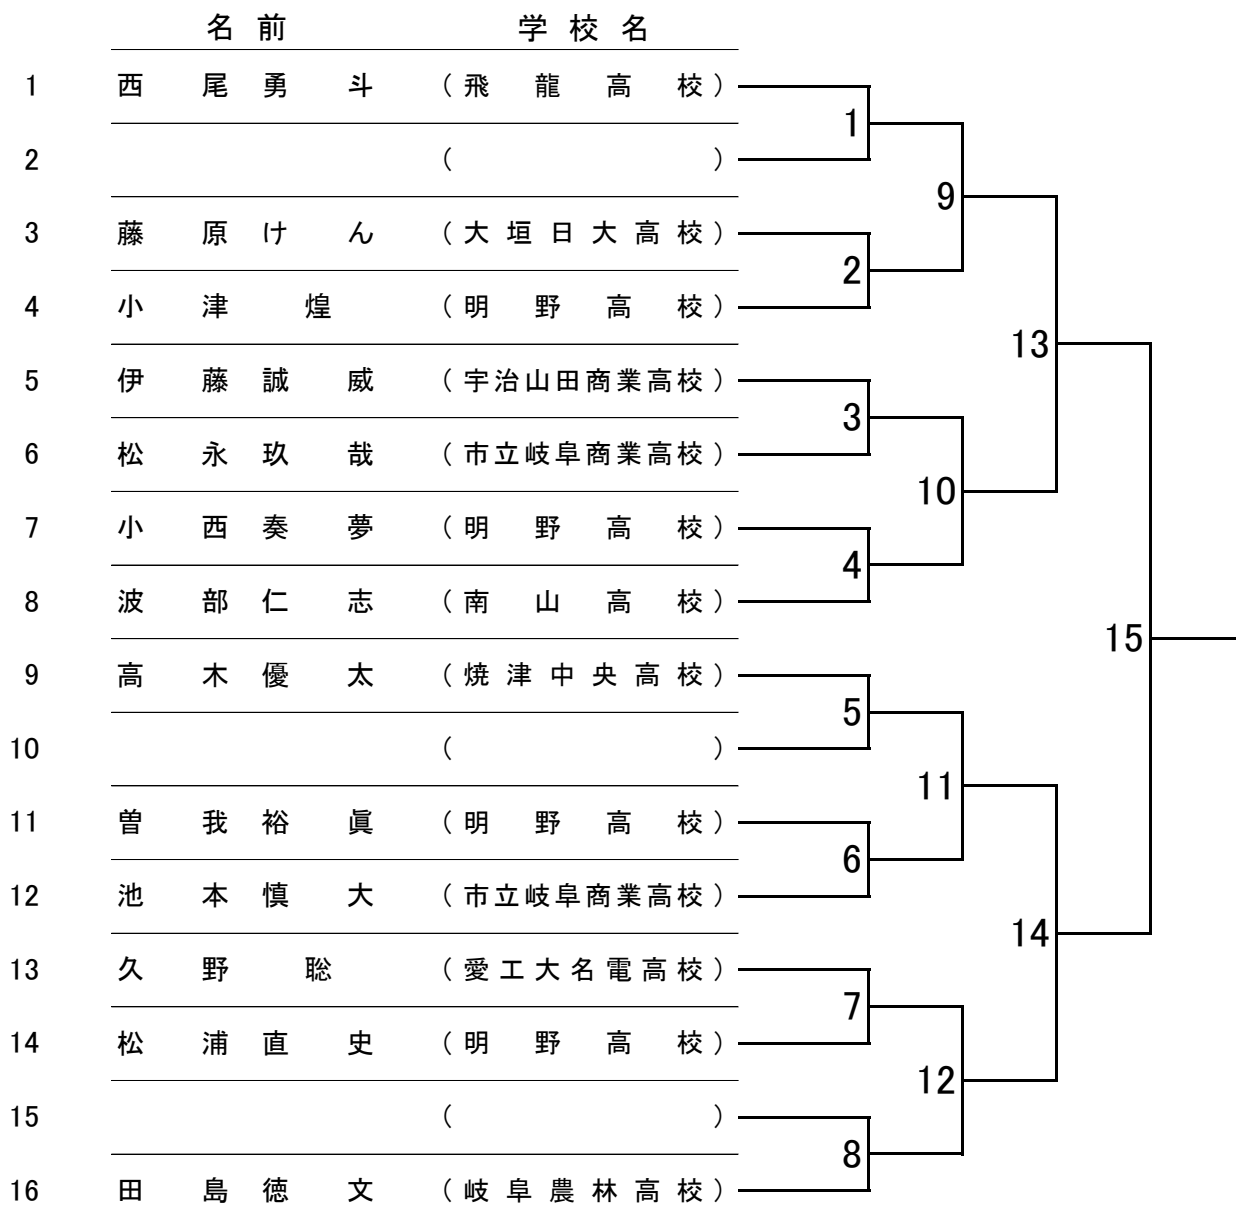 名前 学校名
1 西尾勇斗 （飛龍高校）
1
2 （ ）
9
3 藤原けん （大垣日大高校）
2
4 小津煌 （明野高校）
13
5 伊藤誠威 （宇治山田商業高校）
3
6 松永玖哉 （市立岐阜商業高校）
10
7 小西奏夢 （明野高校）
4
8 波部仁志 （南山高校）
15
9 高木優太 （焼津中央高校）
5
10 （ ）
11
11 曽我裕眞 （明野高校）
6
12 池本慎大 （市立岐阜商業高校）
14
13 久野聡 （愛工大名電高校）
7
14 松浦直史 （明野高校）
12
15 （ ）
8
16 田島徳文 （岐阜農林高校）